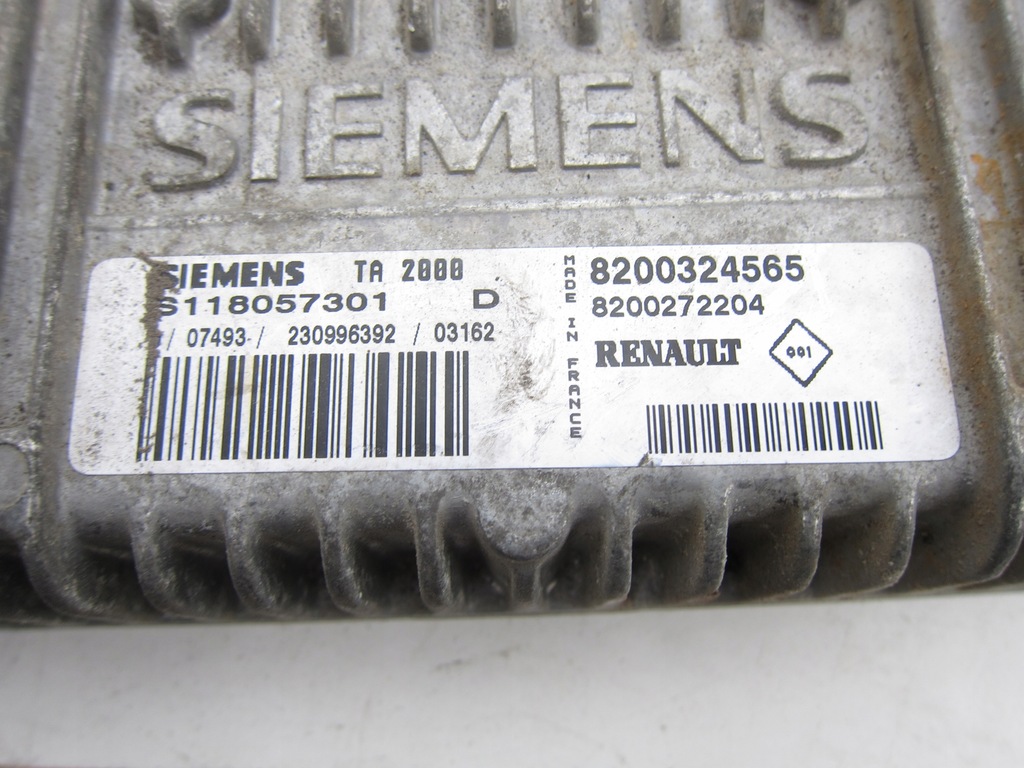 SIEMENS
SIEMENS TA 2000
S118057301 D
/ 07493 / 230996392 / 03162
MADE IN FRANCE
8200324565
8200272204
RENAULT
001